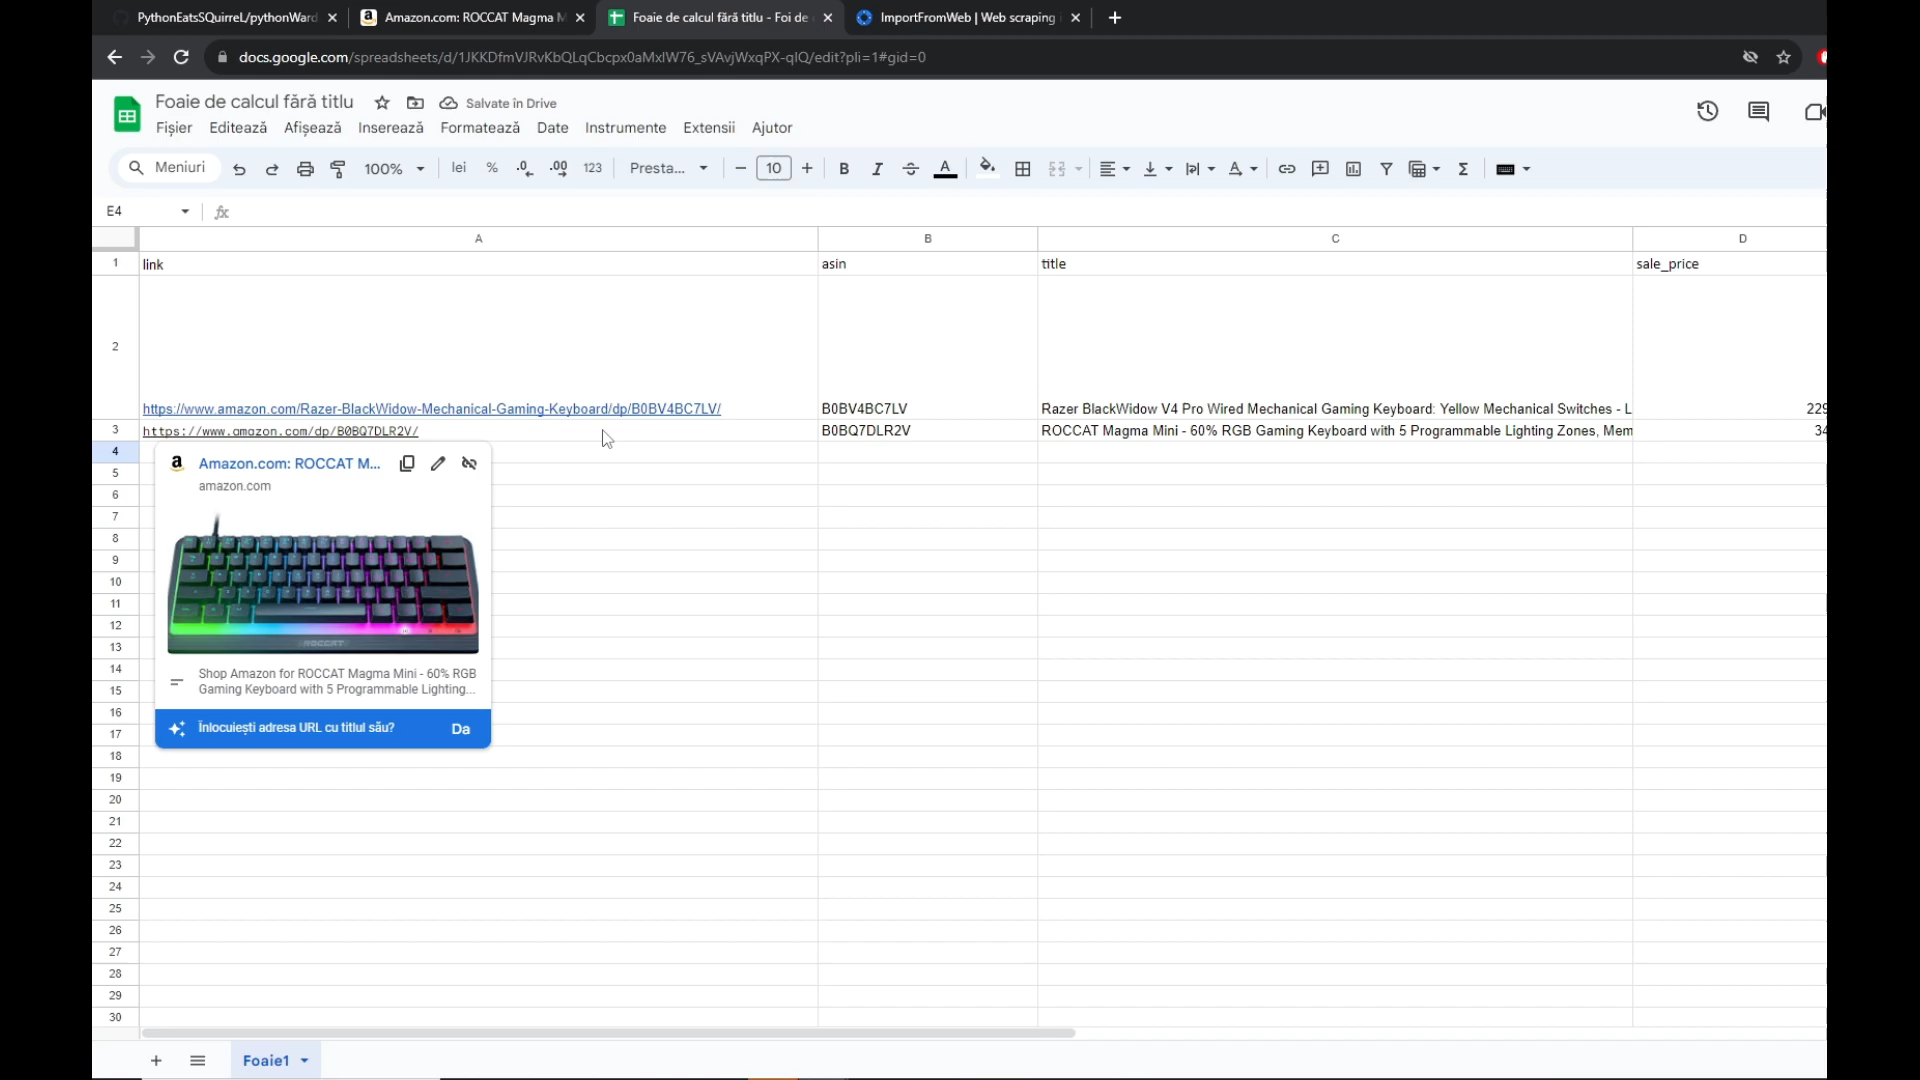 PythonEatsSQuirreL/pythonWard
Amazon.com: ROCCAT Magma M
Foaie de calcul fără titlu - Foi de
ImportFromWeb | Web scraping
docs.google.com/spreadsheets/d/1JKKDfmVJRvKbQLqCbcpx0aMxIW76_sVAvjWxqPX-qIQ/edit?pli=1#gid=0
Foaie de calcul fără titlu
Salvate în Drive
Fișier Editează Afișează Inserează Formatează Date Instrumente Extensii Ajutor
Meniuri 100% lei % .0 .00 123 Presta... 10 B I A
E4 fx
A B C D
1 link asin title sale_price
2 https://www.amazon.com/Razer-BlackWidow-Mechanical-Gaming-Keyboard/dp/B0BV4BC7LV/ B0BV4BC7LV Razer BlackWidow V4 Pro Wired Mechanical Gaming Keyboard: Yellow Mechanical Switches - L 229
3 https://www.amazon.com/dp/B0BQ7DLR2V/ B0BQ7DLR2V ROCCAT Magma Mini - 60% RGB Gaming Keyboard with 5 Programmable Lighting Zones, Mem 34
4
Amazon.com: ROCCAT M...
amazon.com
ROCCAT
Shop Amazon for ROCCAT Magma Mini - 60% RGB
Gaming Keyboard with 5 Programmable Lighting...
Înlocuiești adresa URL cu titlul său? Da
5
6
7
8
9
10
11
12
13
14
15
16
17
18
19
20
21
22
23
24
25
26
27
28
29
30
Foaie1